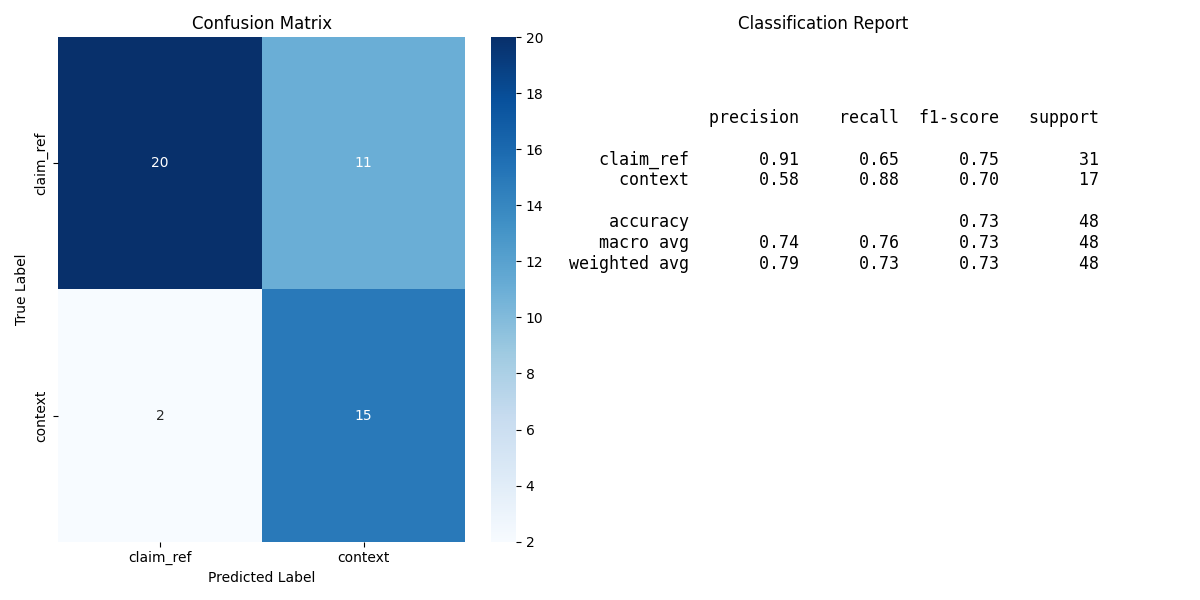 Confusion Matrix
claim_ref
context
True Label
20 11
2 15
claim_ref context
Predicted Label
20
18
16
14
12
10
8
6
4
2
Classification Report
precision recall f1-score support
claim_ref 0.91 0.65 0.75 31
context 0.58 0.88 0.70 17
accuracy 0.73 48
macro avg 0.74 0.76 0.73 48
weighted avg 0.79 0.73 0.73 48